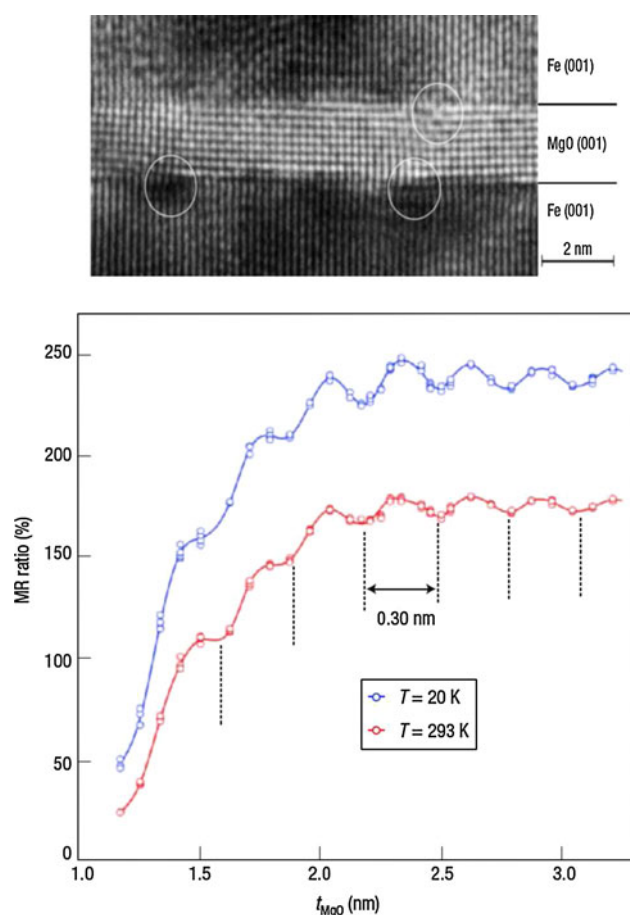 Fe (001)
MgO (001)
Fe (001)
2 nm
MR ratio (%)
250
200
150
100
50
0
0.30 nm
T = 20 K
T = 293 K
1.0 1.5 2.0 2.5 3.0
tMgO (nm)